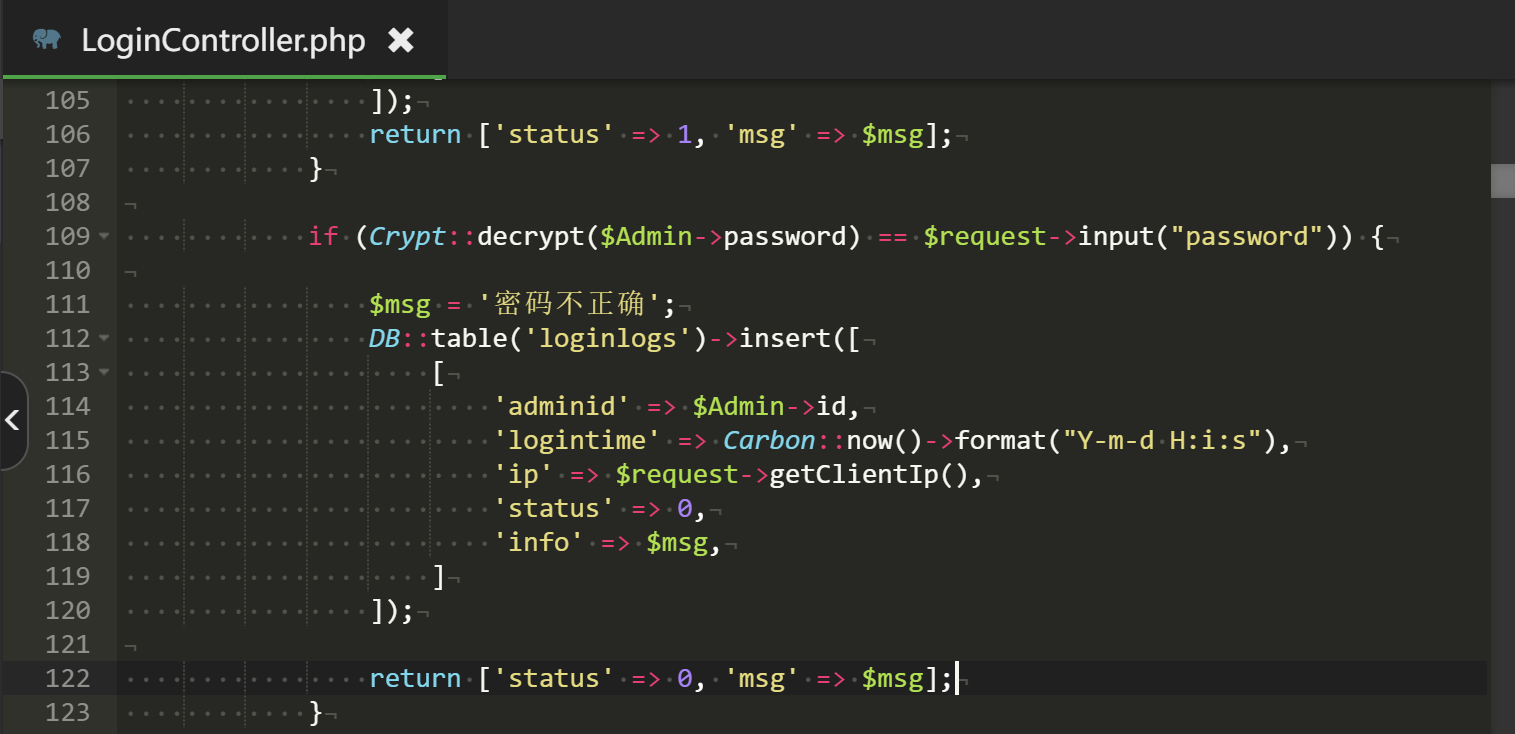 LoginController.php
105 ]);
106 return ['status' => 1, 'msg' => $msg];
107 }
108
109 if (Crypt::decrypt($Admin->password) == $request->input("password")) {
110
111 $msg = '密码不正确';
112 DB::table('loginlogs')->insert([
113 [
114 'adminid' => $Admin->id,
115 'logintime' => Carbon::now()->format("Y-m-d H:i:s"),
116 'ip' => $request->getClientIp(),
117 'status' => 0,
118 'info' => $msg,
119 ]
120 ]);
121
122 return ['status' => 0, 'msg' => $msg];
123 }